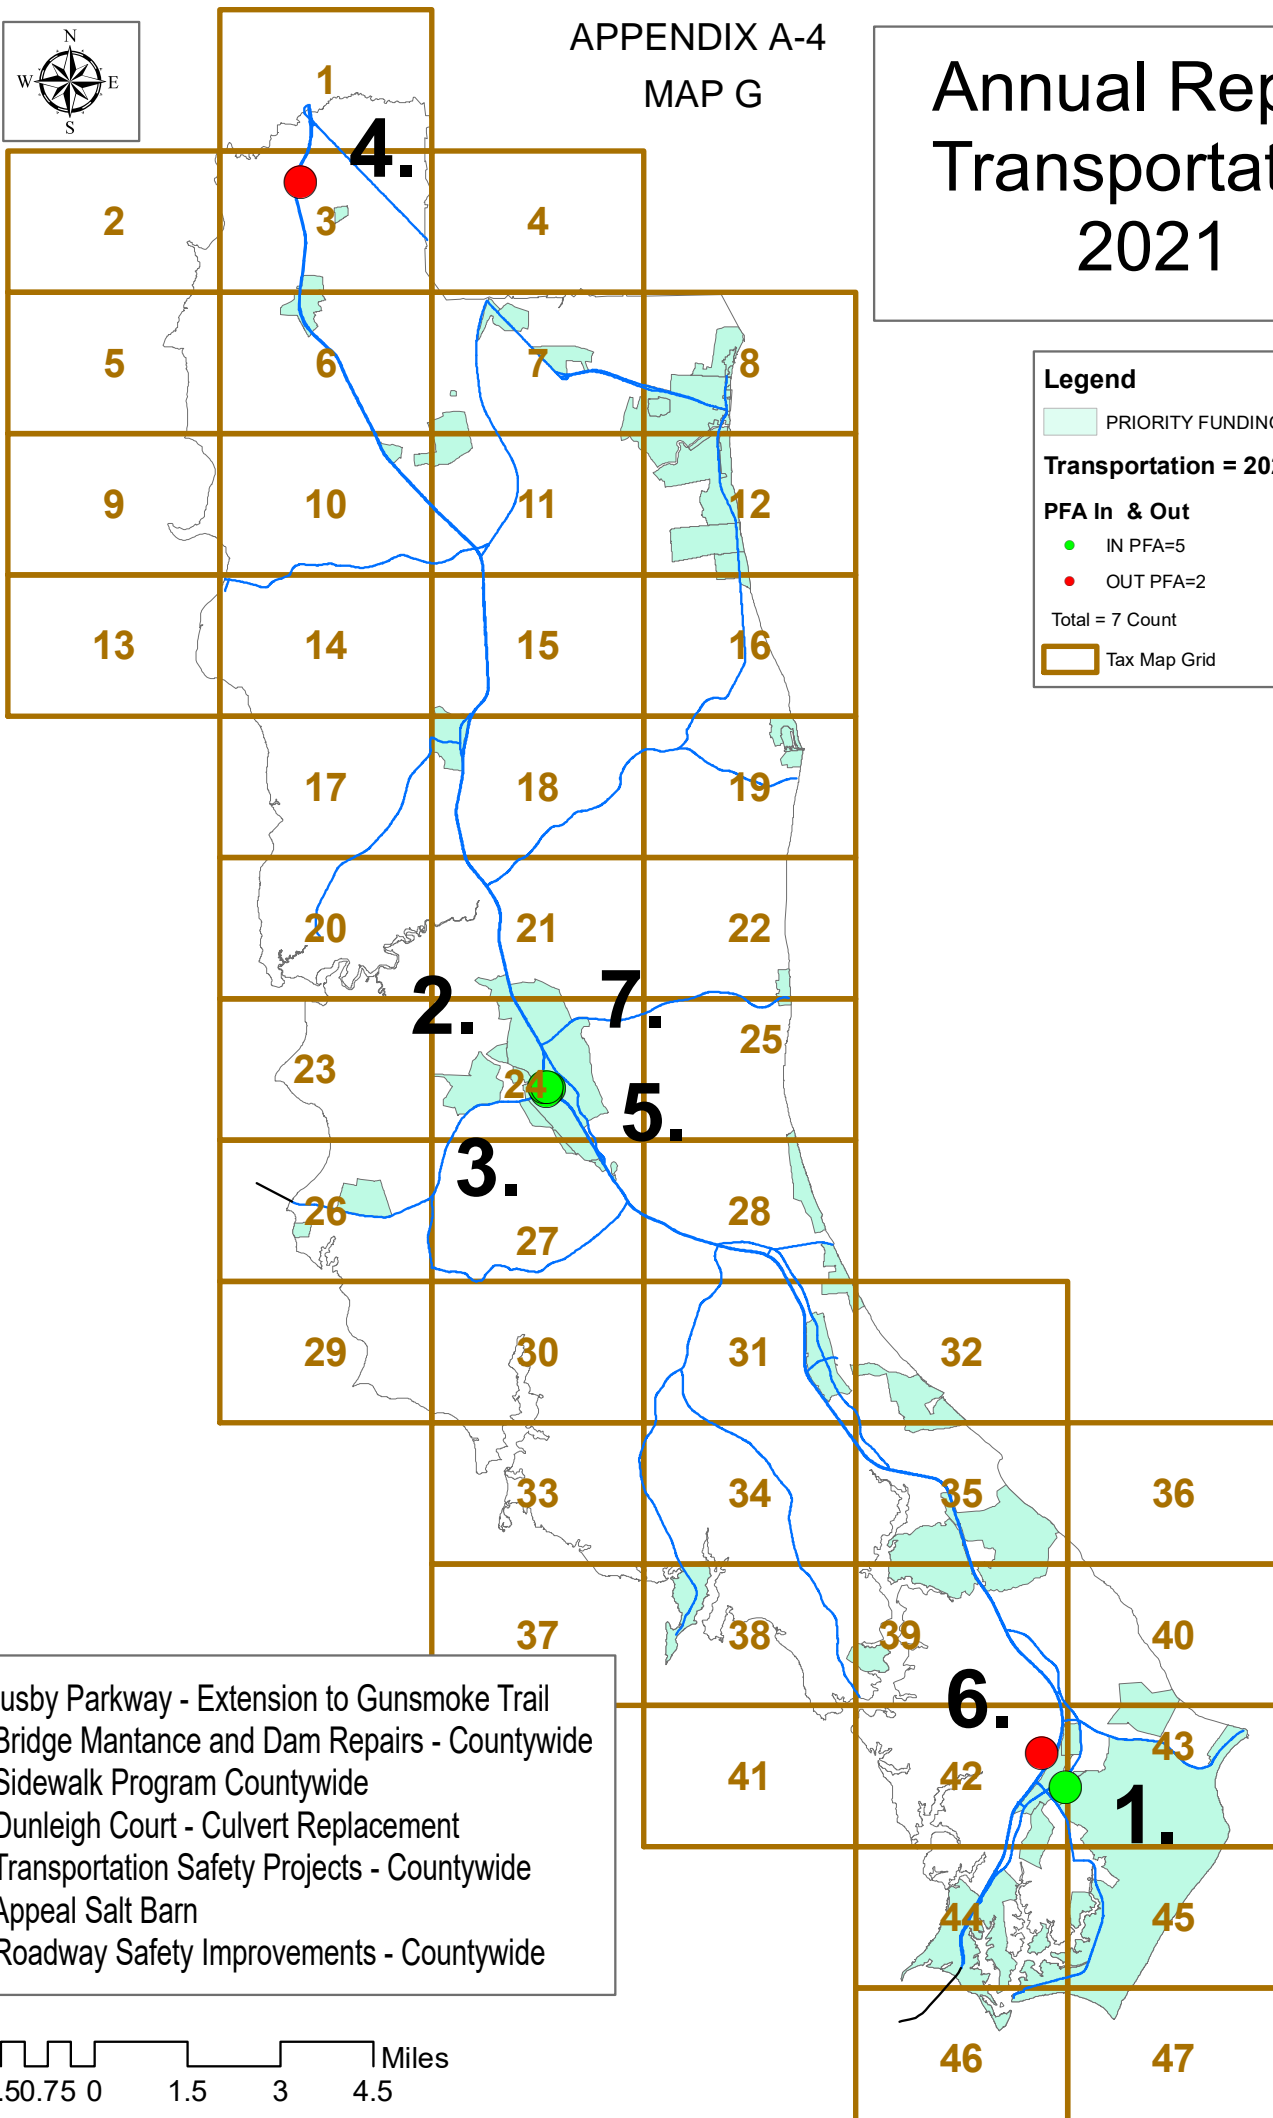 APPENDIX A-4
MAP G
N
W E
S
Annual Rep
Transportat
2021
Legend
PRIORITY FUNDING
Transportation = 202
PFA In & Out
IN PFA=5
OUT PFA=2
Total = 7 Count
Tax Map Grid
1
4.
2
3
4
5
6
7
8
9
10
11
12
13
14
15
16
17
18
19
20
21
22
2.
7.
23
24
25
5.
3.
26
27
28
29
30
31
32
33
34
35
36
37
38
39
40
6.
41
42
43
1.
44
45
46
47
usby Parkway - Extension to Gunsmoke Trail
Bridge Mantance and Dam Repairs - Countywide
Sidewalk Program Countywide
Dunleigh Court - Culvert Replacement
Transportation Safety Projects - Countywide
Appeal Salt Barn
Roadway Safety Improvements - Countywide
Miles
.50.75 0 1.5 3 4.5